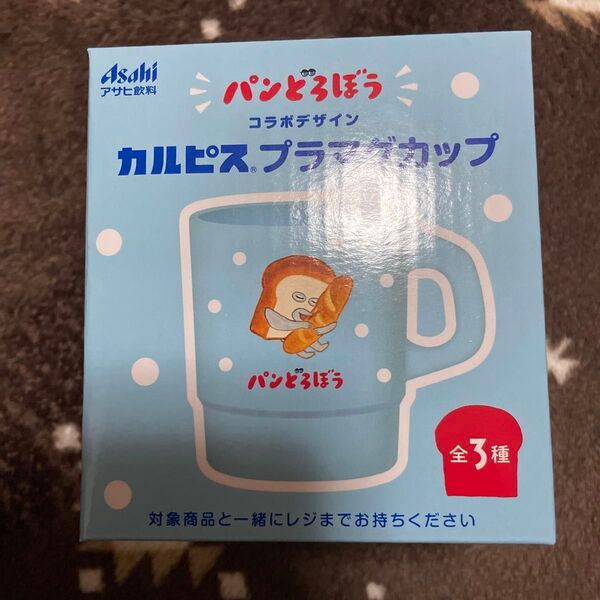 Asahi
アサヒ飲料
パンどろぼう
コラボデザイン
カルピス®プラマグカップ
パンどろぼう
全3種
対象商品と一緒にレジまでお持ちください